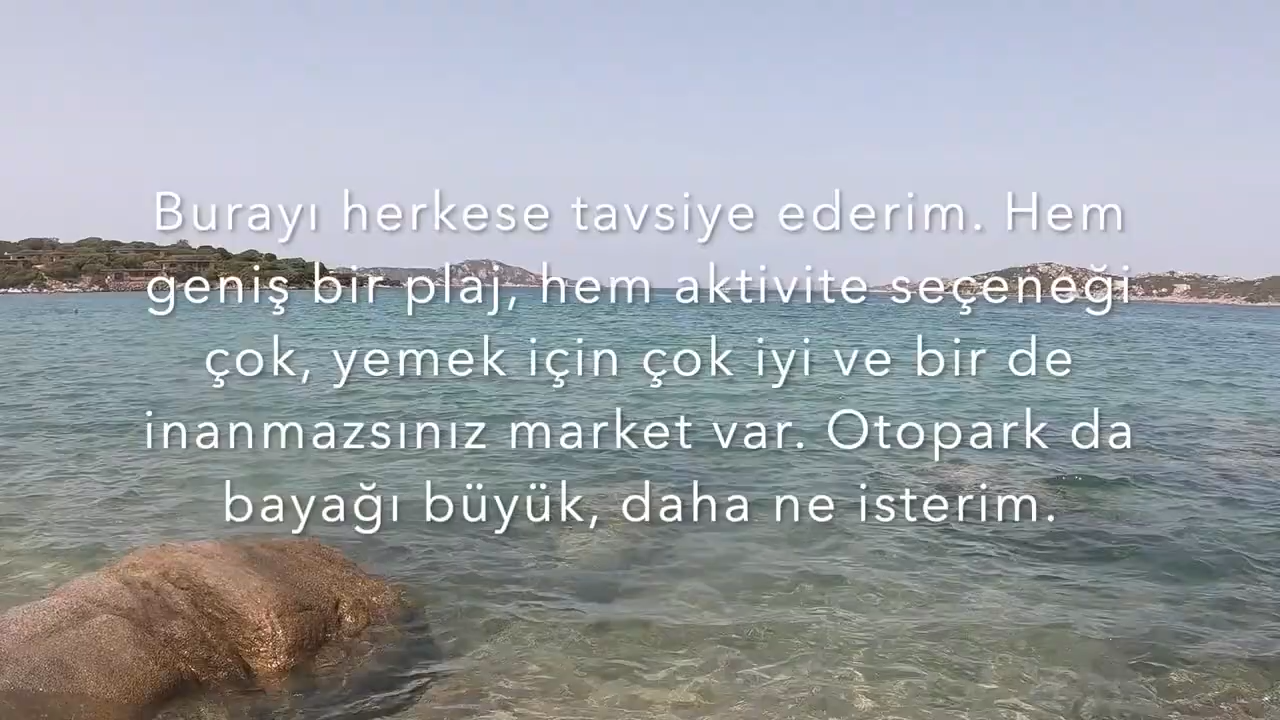 Burayı herkese tavsiye ederim. Hem
geniş bir plaj, hem aktivite seçeneği
çok, yemek için çok iyi ve bir de
inanmazsınız market var. Otopark da
bayağı büyük, daha ne isterim.